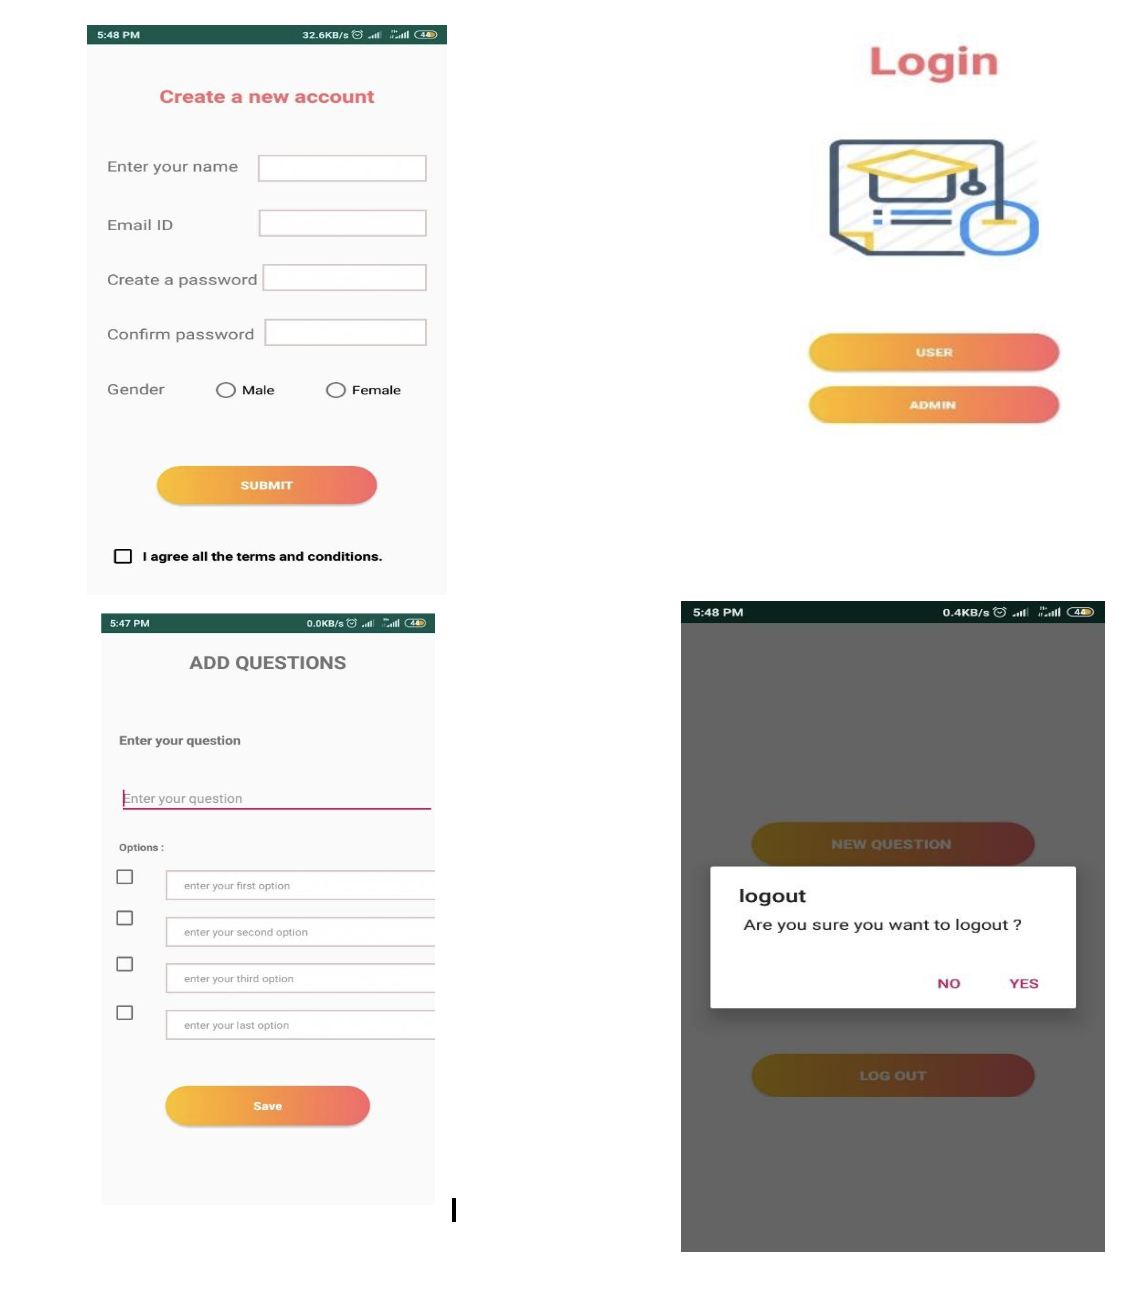 5:48 PM 32.6KB/s 44
Create a new account
Enter your name
Email ID
Create a password
Confirm password
Gender Male Female
SUBMIT
I agree all the terms and conditions.
Login
USER
ADMIN
5:47 PM 0.0KB/s 44
ADD QUESTIONS
Enter your question
Enter your question
Options :
enter your first option
enter your second option
enter your third option
enter your last option
Save
5:48 PM 0.4KB/s 44
NEW QUESTION
logout
Are you sure you want to logout ?
NO YES
LOG OUT